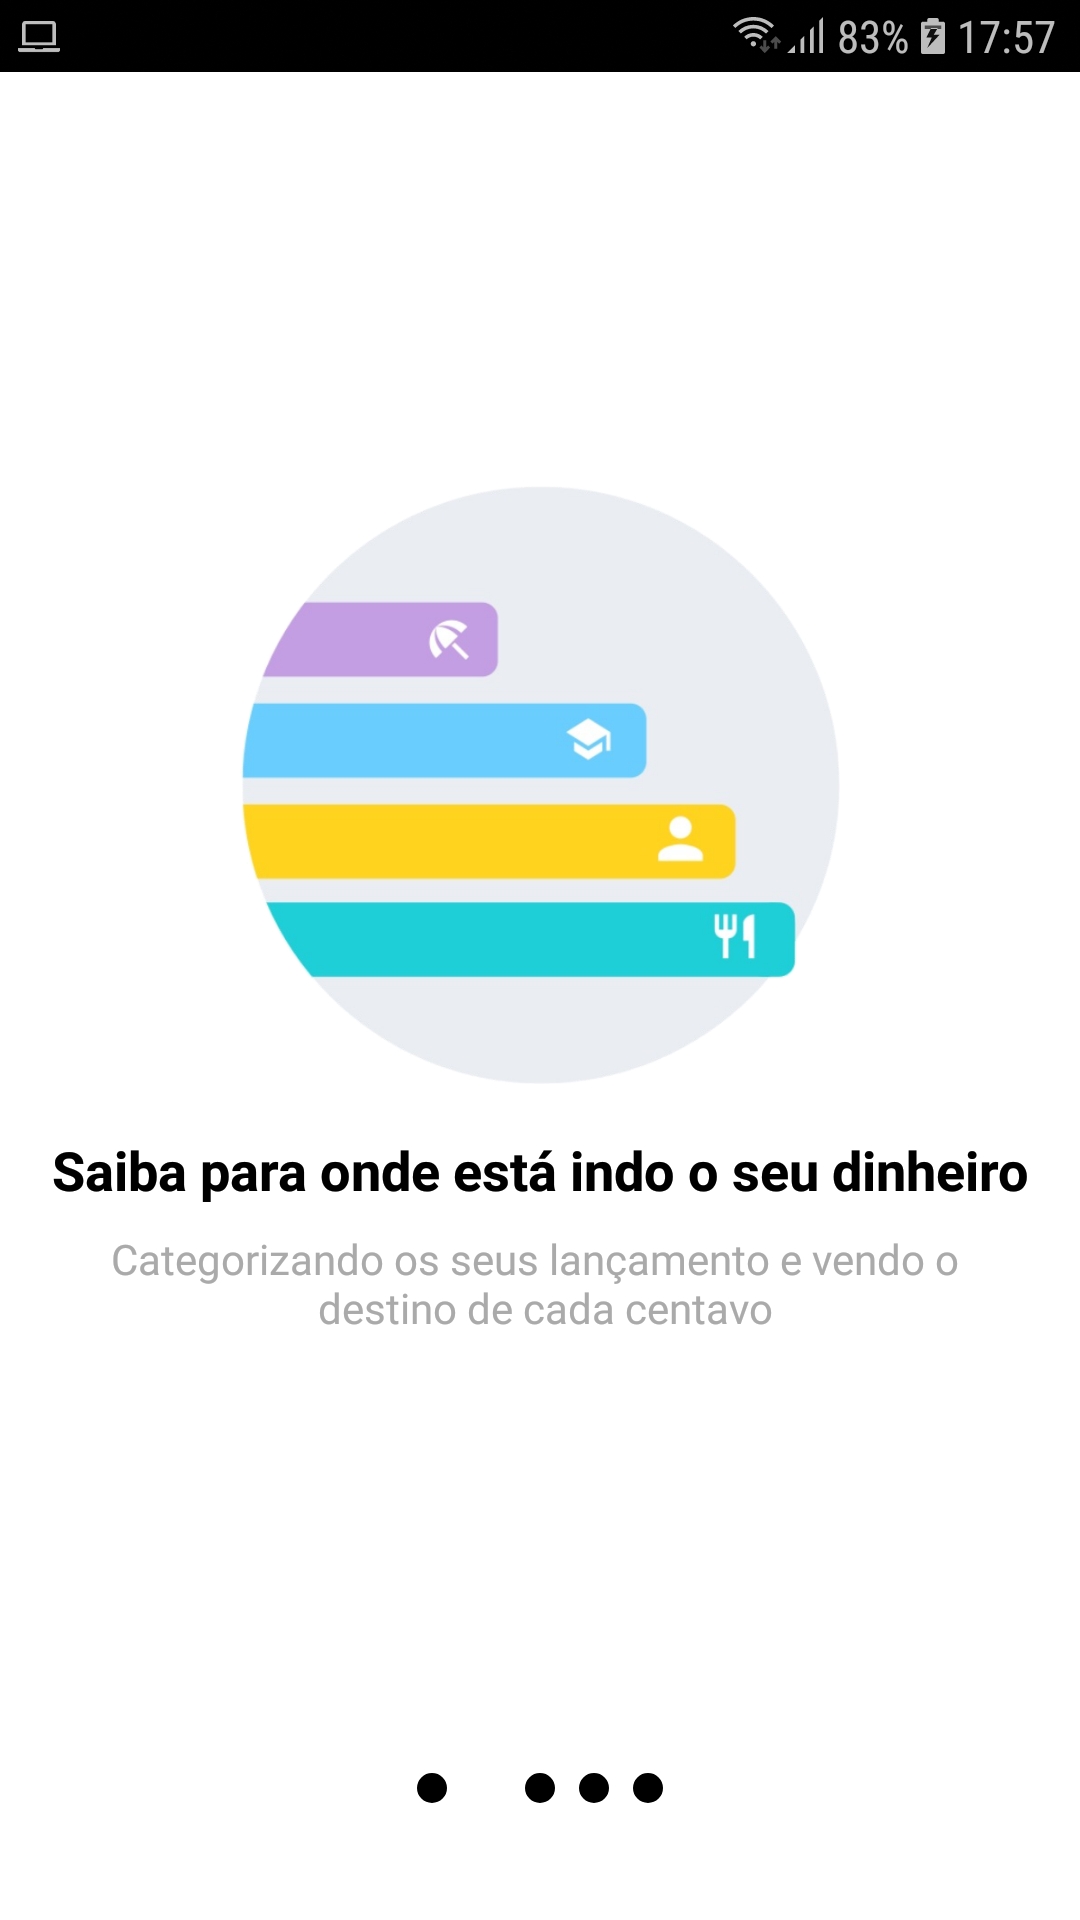 83% 17:57
Saiba para onde está indo o seu dinheiro
Categorizando os seus lançamento e vendo o
destino de cada centavo